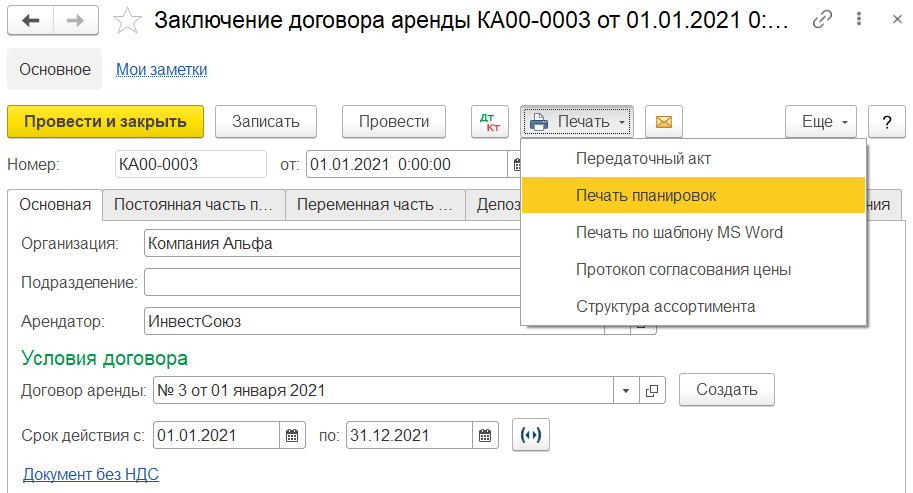 Заключение договора аренды КА00-0003 от 01.01.2021 0:...
Основное Мои заметки
Провести и закрыть Записать Провести Дт Кт Печать Еще ?
Номер: КА00-0003 от: 01.01.2021 0:00:00
Передаточный акт
Печать планировок
Печать по шаблону MS Word
Протокол согласования цены
Структура ассортимента
Основная Постоянная часть п... Переменная часть ... Депоз ния
Организация: Компания Альфа
Подразделение:
Арендатор: ИнвестСоюз
Условия договора
Договор аренды: № 3 от 01 января 2021 Создать
Срок действия с: 01.01.2021 по: 31.12.2021
Документ без НДС